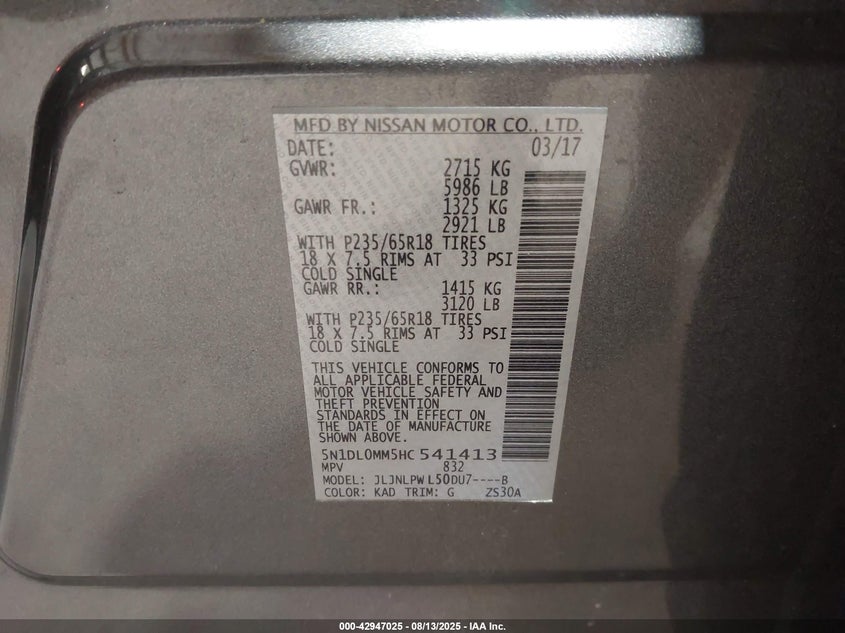 MFD BY NISSAN MOTOR CO., LTD.
DATE: 03/17
GVWR: 2715 KG
5986 LB
GAWR FR.: 1325 KG
2921 LB
WITH P235/65R18 TIRES
18 X 7.5 RIMS AT 33 PSI
COLD SINGLE
GAWR RR.: 1415 KG
3120 LB
WITH P235/65R18 TIRES
18 X 7.5 RIMS AT 33 PSI
COLD SINGLE
THIS VEHICLE CONFORMS TO
ALL APPLICABLE FEDERAL
MOTOR VEHICLE SAFETY AND
THEFT PREVENTION
STANDARDS IN EFFECT ON
THE DATE OF MANUFACTURE
SHOWN ABOVE.
5N1DL0MM5HC 541413
MPV 832
MODEL: JLJNLPW L50DU7----B
COLOR: KAD TRIM: G ZS30A
000-42947025 - 08/13/2025 - IAA Inc.